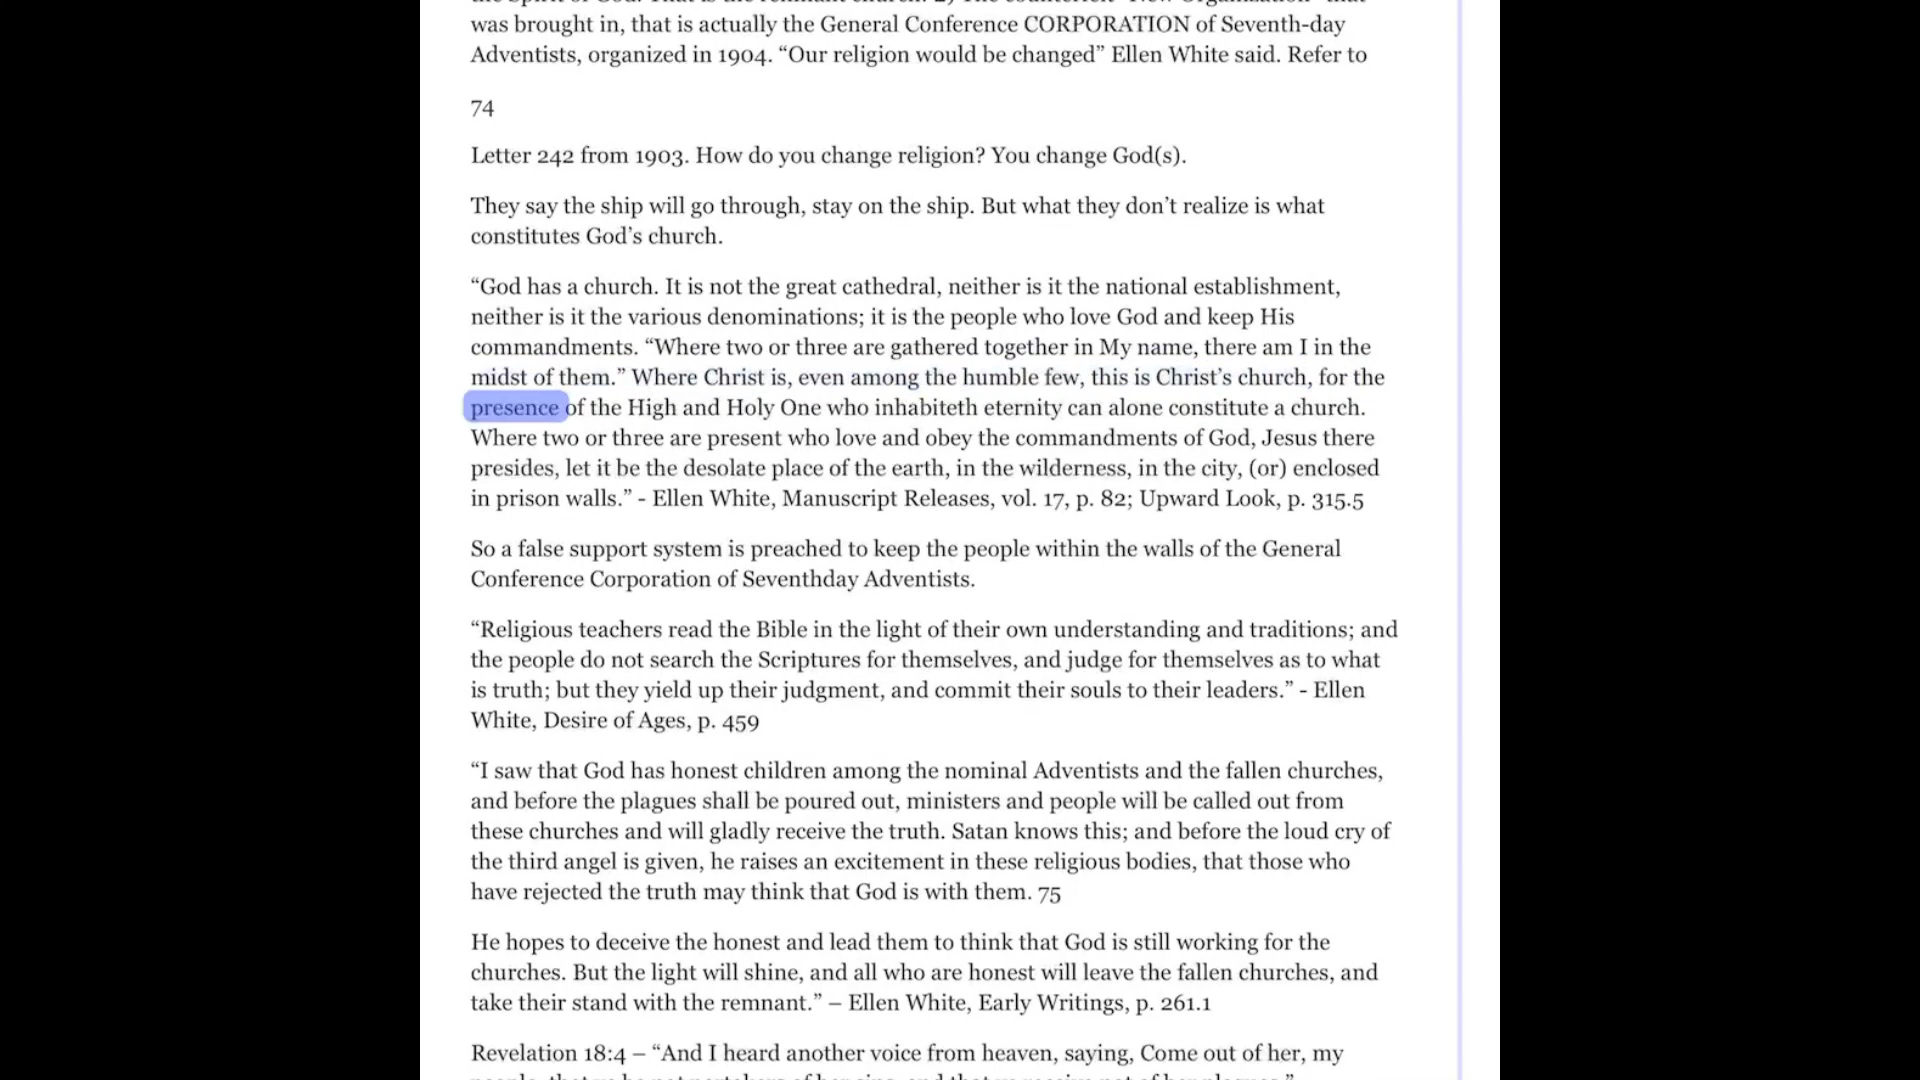 was brought in, that is actually the General Conference CORPORATION of Seventh-day
Adventists, organized in 1904. “Our religion would be changed” Ellen White said. Refer to
74
Letter 242 from 1903. How do you change religion? You change God(s).
They say the ship will go through, stay on the ship. But what they don’t realize is what
constitutes God’s church.
“God has a church. It is not the great cathedral, neither is it the national establishment,
neither is it the various denominations; it is the people who love God and keep His
commandments. “Where two or three are gathered together in My name, there am I in the
midst of them.” Where Christ is, even among the humble few, this is Christ’s church, for the
presence of the High and Holy One who inhabiteth eternity can alone constitute a church.
Where two or three are present who love and obey the commandments of God, Jesus there
presides, let it be the desolate place of the earth, in the wilderness, in the city, (or) enclosed
in prison walls.” - Ellen White, Manuscript Releases, vol. 17, p. 82; Upward Look, p. 315.5
So a false support system is preached to keep the people within the walls of the General
Conference Corporation of Seventhday Adventists.
“Religious teachers read the Bible in the light of their own understanding and traditions; and
the people do not search the Scriptures for themselves, and judge for themselves as to what
is truth; but they yield up their judgment, and commit their souls to their leaders.” - Ellen
White, Desire of Ages, p. 459
“I saw that God has honest children among the nominal Adventists and the fallen churches,
and before the plagues shall be poured out, ministers and people will be called out from
these churches and will gladly receive the truth. Satan knows this; and before the loud cry of
the third angel is given, he raises an excitement in these religious bodies, that those who
have rejected the truth may think that God is with them. 75
He hopes to deceive the honest and lead them to think that God is still working for the
churches. But the light will shine, and all who are honest will leave the fallen churches, and
take their stand with the remnant.” – Ellen White, Early Writings, p. 261.1
Revelation 18:4 – “And I heard another voice from heaven, saying, Come out of her, my